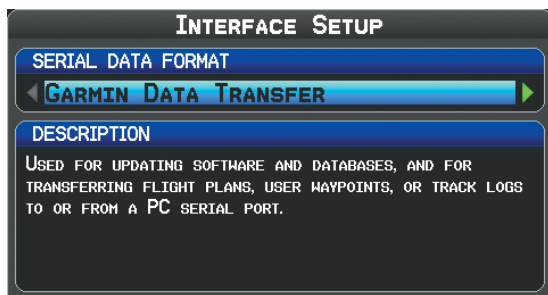 INTERFACE SETUP
SERIAL DATA FORMAT
GARMIN DATA TRANSFER
DESCRIPTION
USED FOR UPDATING SOFTWARE AND DATABASES, AND FOR
TRANSFERRING FLIGHT PLANS, USER WAYPOINTS, OR TRACK LOGS
TO OR FROM A PC SERIAL PORT.